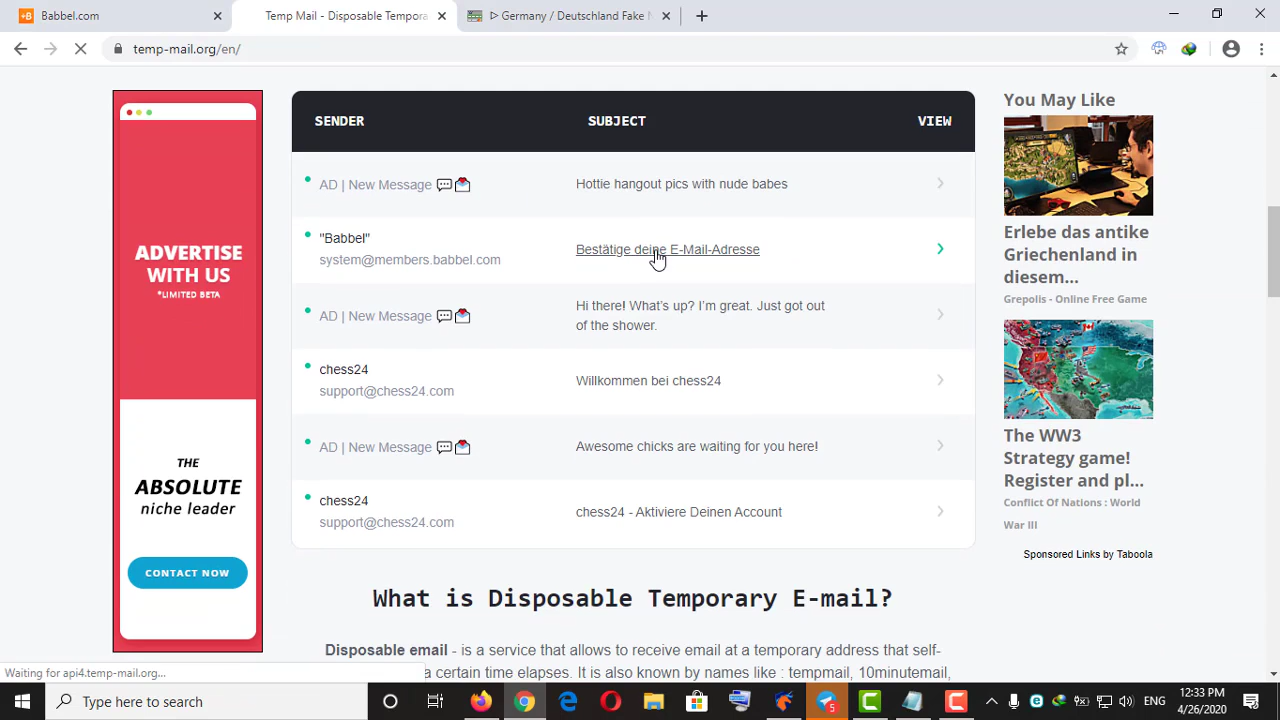 Babbel.com
Temp Mail - Disposable Tempora
Germany / Deutschland Fake
temp-mail.org/en/
SENDER SUBJECT VIEW
AD | New Message Hottie hangout pics with nude babes
"Babbel"
system@members.babbel.com
Bestätige deine E-Mail-Adresse
AD | New Message
Hi there! What's up? I'm great. Just got out
of the shower.
chess24
support@chess24.com
Willkommen bei chess24
AD | New Message Awesome chicks are waiting for you here!
chess24
support@chess24.com
chess24 - Aktiviere Deinen Account
What is Disposable Temporary E-mail?
Disposable email - is a service that allows to receive email at a temporary address that self-
a certain time elapses. It is also known by names like : tempmail, 10minutemail,
ADVERTISE
WITH US
*LIMITED BETA
THE
ABSOLUTE
niche leader
CONTACT NOW
You May Like
Erlebe das antike
Griechenland in
diesem...
Grepolis - Online Free Game
The WW3
Strategy game!
Register and pl...
Conflict Of Nations : World
War III
Sponsored Links by Taboola
Waiting for api4.temp-mail.org...
Type here to search
5
ENG
12:33 PM
4/26/2020